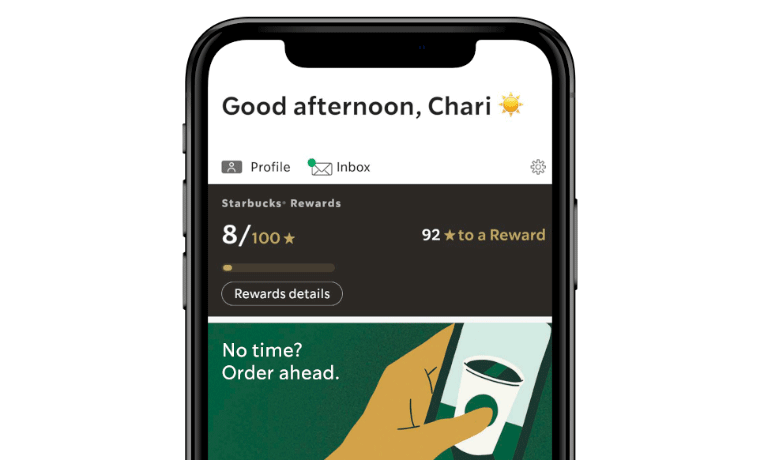 Good afternoon, Chari ☀️
Profile
Inbox
Starbucks® Rewards
8/100★
92 ★ to a Reward
Rewards details
No time?
Order ahead.